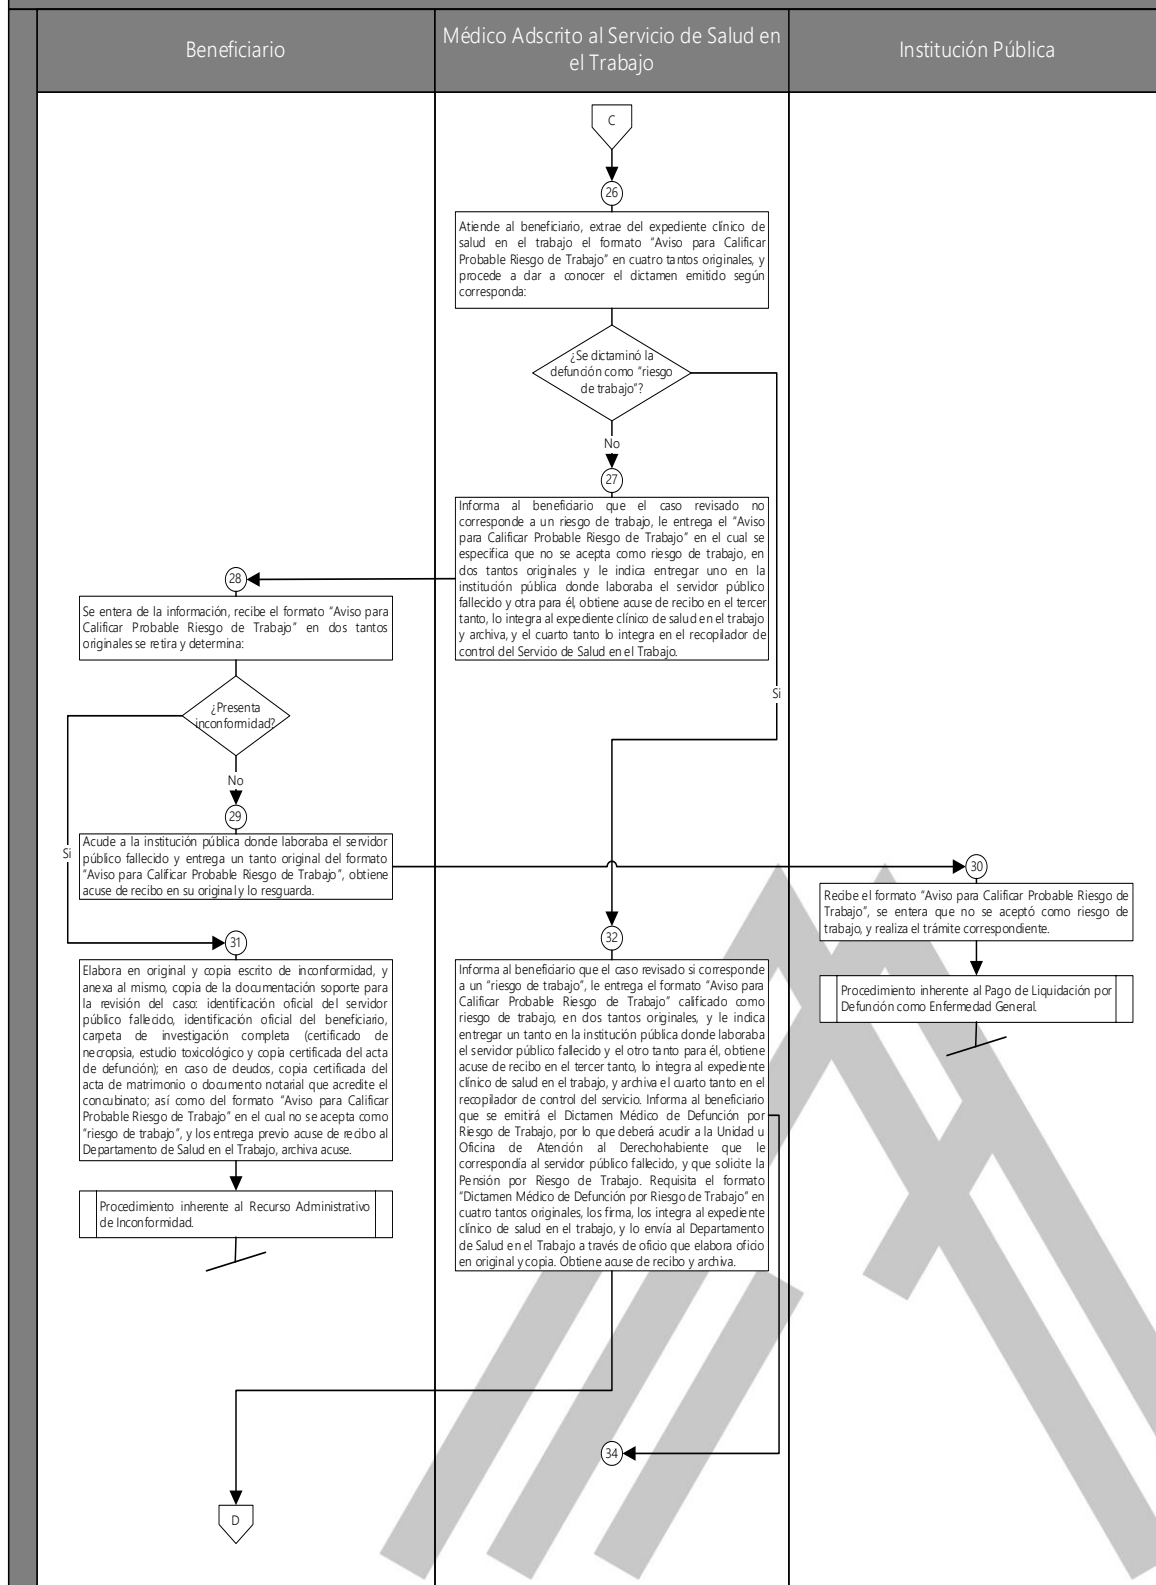 Beneficiario
Médico Adscrito al Servicio de Salud en
el Trabajo
Institución Pública
C
26
Atiende al beneficiario, extrae del expediente clínico de
salud en el trabajo el formato “Aviso para Calificar
Probable Riesgo de Trabajo” en cuatro tantos originales, y
procede a dar a conocer el dictamen emitido según
corresponda:
¿Se dictaminó la
defunción como “riesgo
de trabajo”?
No
Si
27
Informa al beneficiario que el caso revisado no
corresponde a un riesgo de trabajo, le entrega el “Aviso
para Calificar Probable Riesgo de Trabajo” en el cual se
especifica que no se acepta como riesgo de trabajo, en
dos tantos originales y le indica entregar uno en la
institución pública donde laboraba el servidor público
fallecido y otra para él, obtiene acuse de recibo en el tercer
tanto, lo integra al expediente clínico de salud en el trabajo
y archiva, y el cuarto tanto lo integra en el recopilador de
control del Servicio de Salud en el Trabajo.
28
Se entera de la información, recibe el formato “Aviso para
Calificar Probable Riesgo de Trabajo” en dos tantos
originales se retira y determina:
¿Presenta
inconformidad?
No
Si
29
Acude a la institución pública donde laboraba el servidor
público fallecido y entrega un tanto original del formato
“Aviso para Calificar Probable Riesgo de Trabajo”, obtiene
acuse de recibo en su original y lo resguarda.
30
Recibe el formato “Aviso para Calificar Probable Riesgo de
Trabajo”, se entera que no se aceptó como riesgo de
trabajo, y realiza el trámite correspondiente.
Procedimiento inherente al Pago de Liquidación por
Defunción como Enfermedad General.
31
Elabora en original y copia escrito de inconformidad, y
anexa al mismo, copia de la documentación soporte para
la revisión del caso: identificación oficial del servidor
público fallecido, identificación oficial del beneficiario,
carpeta de investigación completa (certificado de
necropsia, estudio toxicológico y copia certificada del acta
de defunción); en caso de deudos, copia certificada del
acta de matrimonio o documento notarial que acredite el
concubinato; así como del formato “Aviso para Calificar
Probable Riesgo de Trabajo” en el cual no se acepta como
“riesgo de trabajo”, y los entrega previo acuse de recibo al
Departamento de Salud en el Trabajo, archiva acuse.
Procedimiento inherente al Recurso Administrativo
de Inconformidad.
32
Informa al beneficiario que el caso revisado si corresponde
a un “riesgo de trabajo”, le entrega el formato “Aviso para
Calificar Probable Riesgo de Trabajo” calificado como
riesgo de trabajo, en dos tantos originales, y le indica
entregar un tanto en la institución pública donde laboraba
el servidor público fallecido y el otro tanto para él, obtiene
acuse de recibo en el tercer tanto, lo integra al expediente
clínico de salud en el trabajo, y archiva el cuarto tanto en el
recopilador de control del servicio. Informa al beneficiario
que se emitirá el Dictamen Médico de Defunción por
Riesgo de Trabajo, por lo que deberá acudir a la Unidad u
Oficina de Atención al Derechohabiente que le
correspondía al servidor público fallecido, y que solicite la
Pensión por Riesgo de Trabajo. Requisita el formato
“Dictamen Médico de Defunción por Riesgo de Trabajo” en
cuatro tantos originales, los firma, los integra al expediente
clínico de salud en el trabajo, y lo envía al Departamento
de Salud en el Trabajo a través de oficio que elabora oficio
en original y copia. Obtiene acuse de recibo y archiva.
34
D